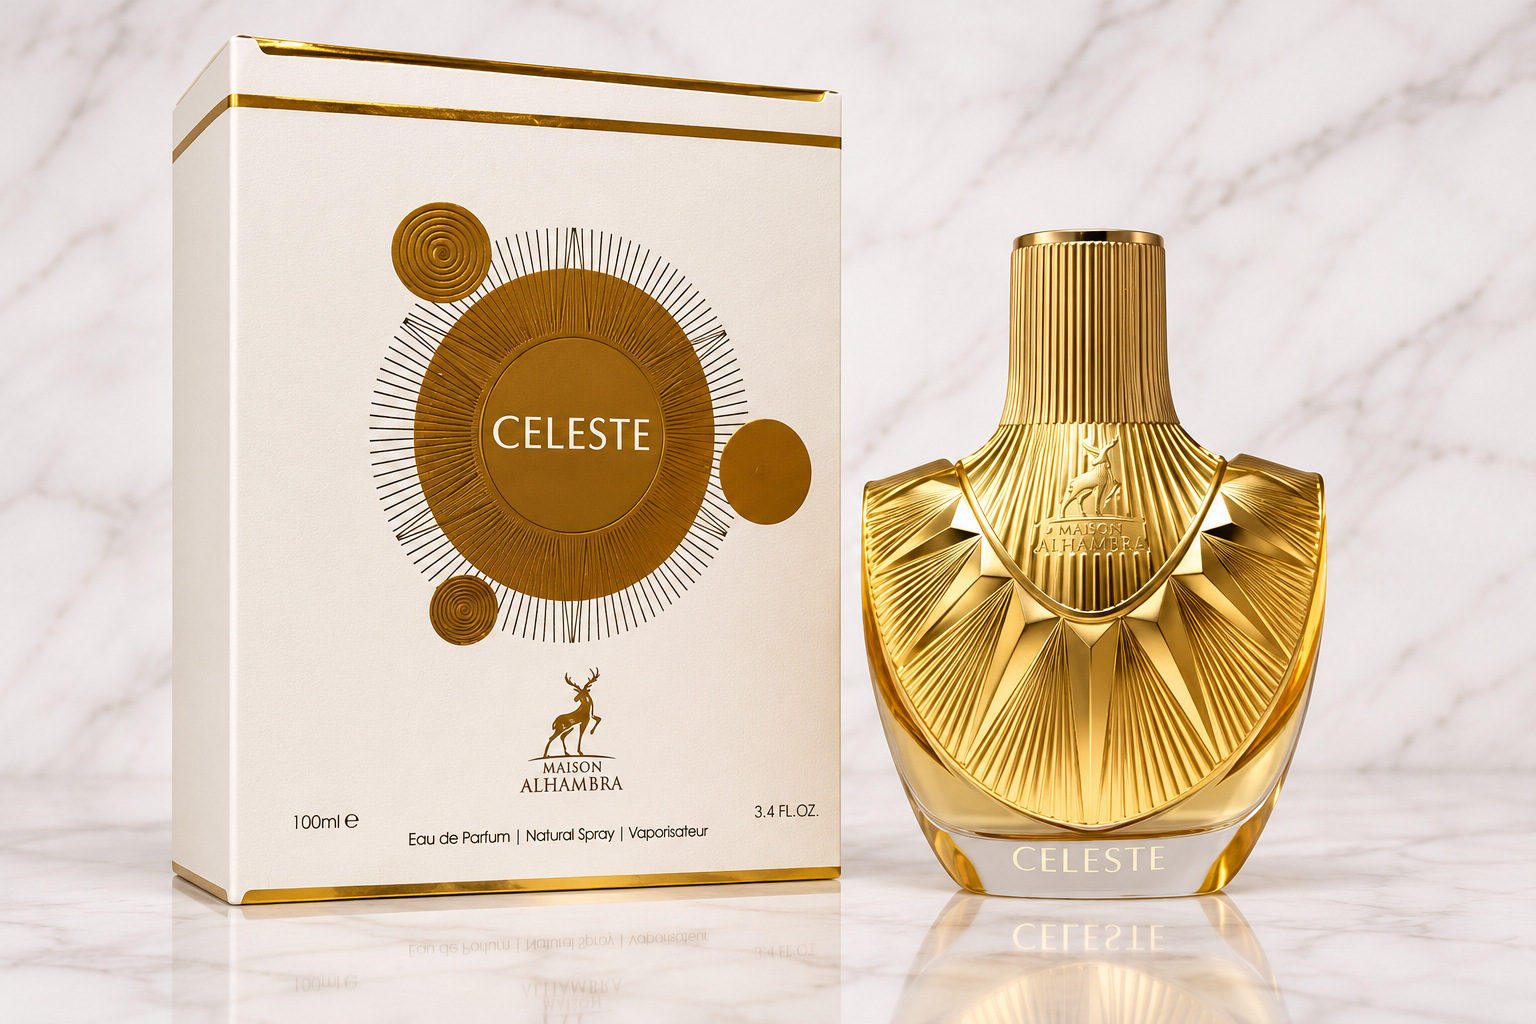 CELESTE
MAISON
ALHAMBRA
100ml ℮
3.4 FL.OZ.
Eau de Parfum | Natural Spray | Vaporisateur
MAISON
ALHAMBRA
CELESTE